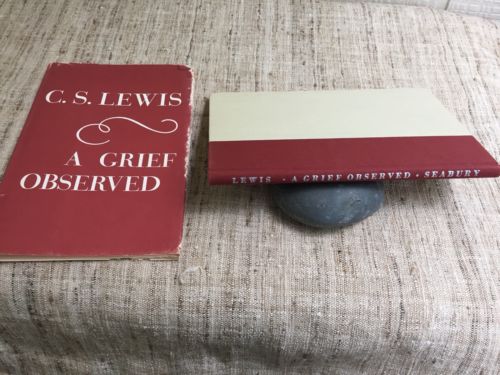 C. S. LEWIS
A GRIEF
OBSERVED
LEWIS · A GRIEF OBSERVED · SEABURY